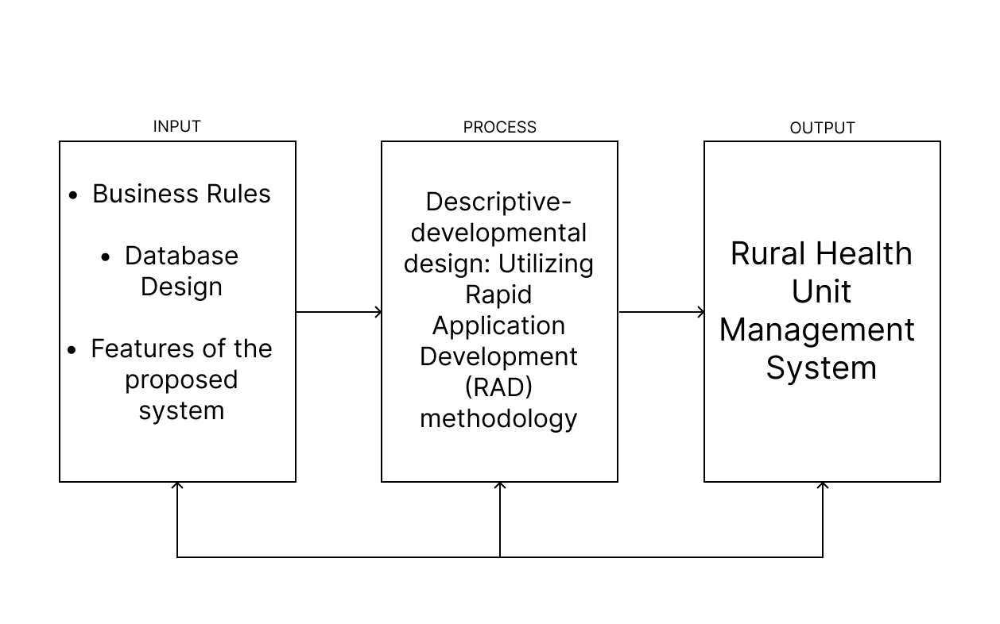 INPUT
• Business Rules
• Database
Design
• Features of the
proposed
system
PROCESS
Descriptive-
developmental
design: Utilizing
Rapid
Application
Development
(RAD)
methodology
OUTPUT
Rural Health
Unit
Management
System